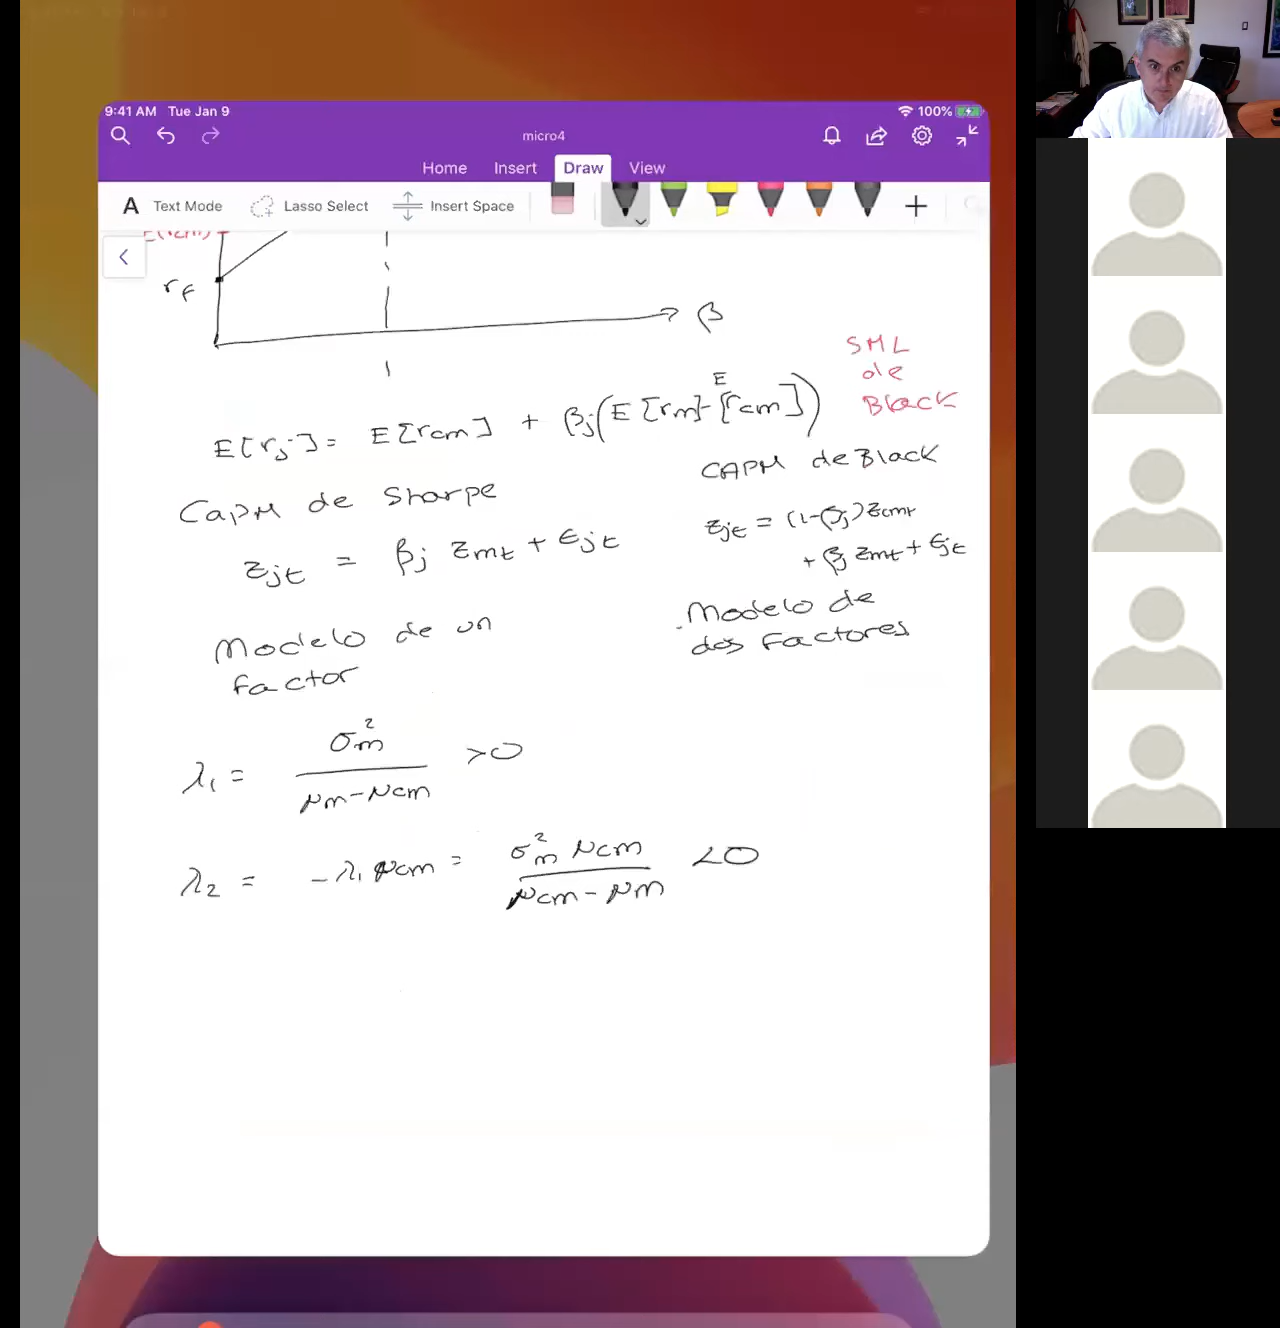 9:41 AM Tue Jan 9
100%
micro4
Home Insert Draw View
A Text Mode Lasso Select Insert Space
E(rcm)
rf
β
SML
de
Black
E[rj] = E[rcm] + βj(E[rm]-E[rcm])
CAPM de Black
CAPM de Sharpe
zjt = (1-βj)zcmt
+ βj zmt + εjt
zjt = βj zmt + εjt
Modelo de
dos factores
Modelo de un
factor
λ1 = σm² / μm-μcm >0
λ2 = -λ1 μcm = σm² μcm / μcm-μm <0